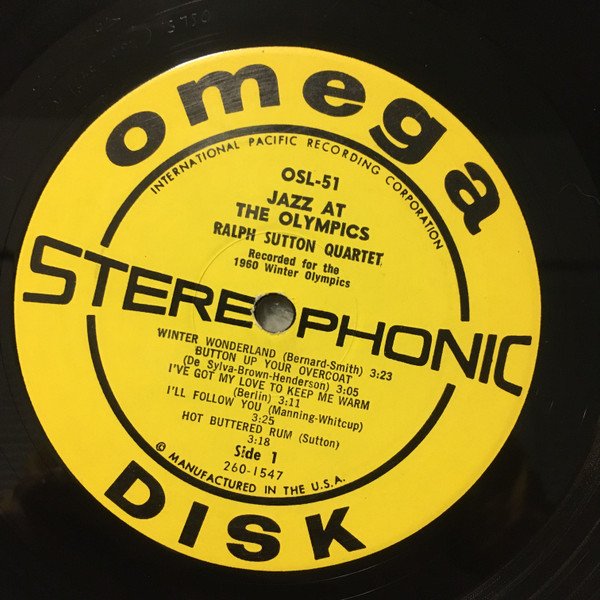 omega
DISK
INTERNATIONAL PACIFIC RECORDING CORPORATION
OSL-51
JAZZ AT
THE OLYMPICS
RALPH SUTTON QUARTET
Recorded for the
1960 Winter Olympics
STEREOPHONIC
WINTER WONDERLAND (Bernard-Smith) 3:23
BUTTON UP YOUR OVERCOAT
(De Sylva-Brown-Henderson) 3:05
I'VE GOT MY LOVE TO KEEP ME WARM
(Berlin) 3:11
I'LL FOLLOW YOU (Manning-Whitcup)
3:25
HOT BUTTERED RUM (Sutton)
3:18
Side 1
260-1547
© MANUFACTURED IN THE U.S.A.